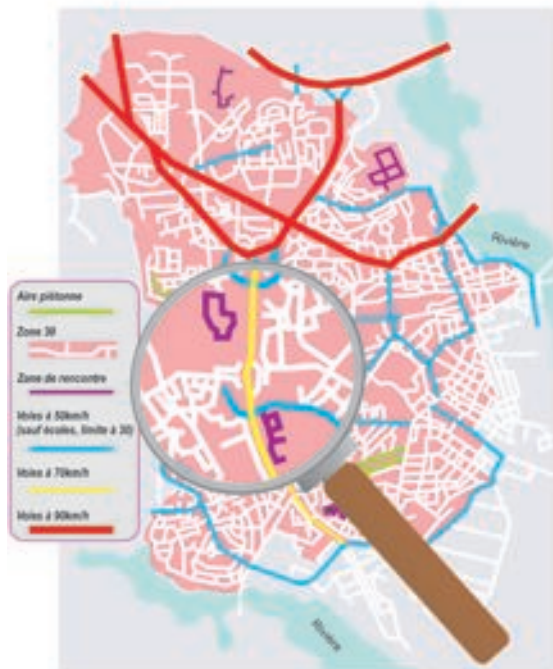 Rivière
Aire piétonne
Zone 30
Zone de rencontre
Voies à 50km/h
(sauf écoles, limite à 30)
Voies à 70km/h
Voies à 90km/h
Rivière